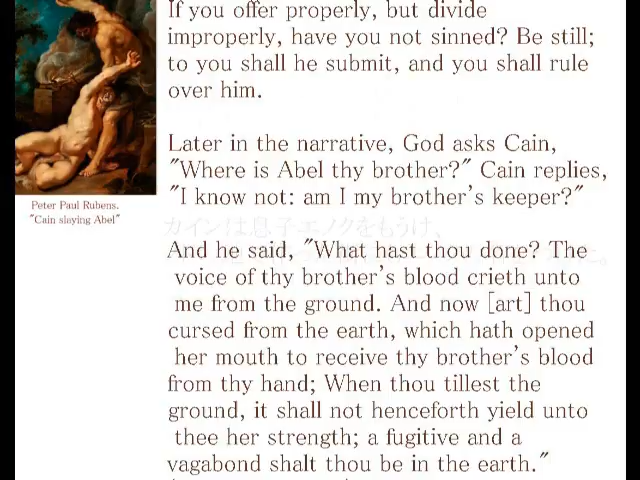 If you offer properly, but divide
improperly, have you not sinned? Be still;
to you shall he submit, and you shall rule
over him.
Later in the narrative, God asks Cain,
"Where is Abel thy brother?" Cain replies,
"I know not: am I my brother's keeper?"
Peter Paul Rubens.
"Cain slaying Abel"
カインは息子エノクをもうけ、
And he said, "What hast thou done? The
voice of thy brother's blood crieth unto
me from the ground. And now [art] thou
cursed from the earth, which hath opened
her mouth to receive thy brother's blood
from thy hand; When thou tillest the
ground, it shall not henceforth yield unto
thee her strength; a fugitive and a
vagabond shalt thou be in the earth."